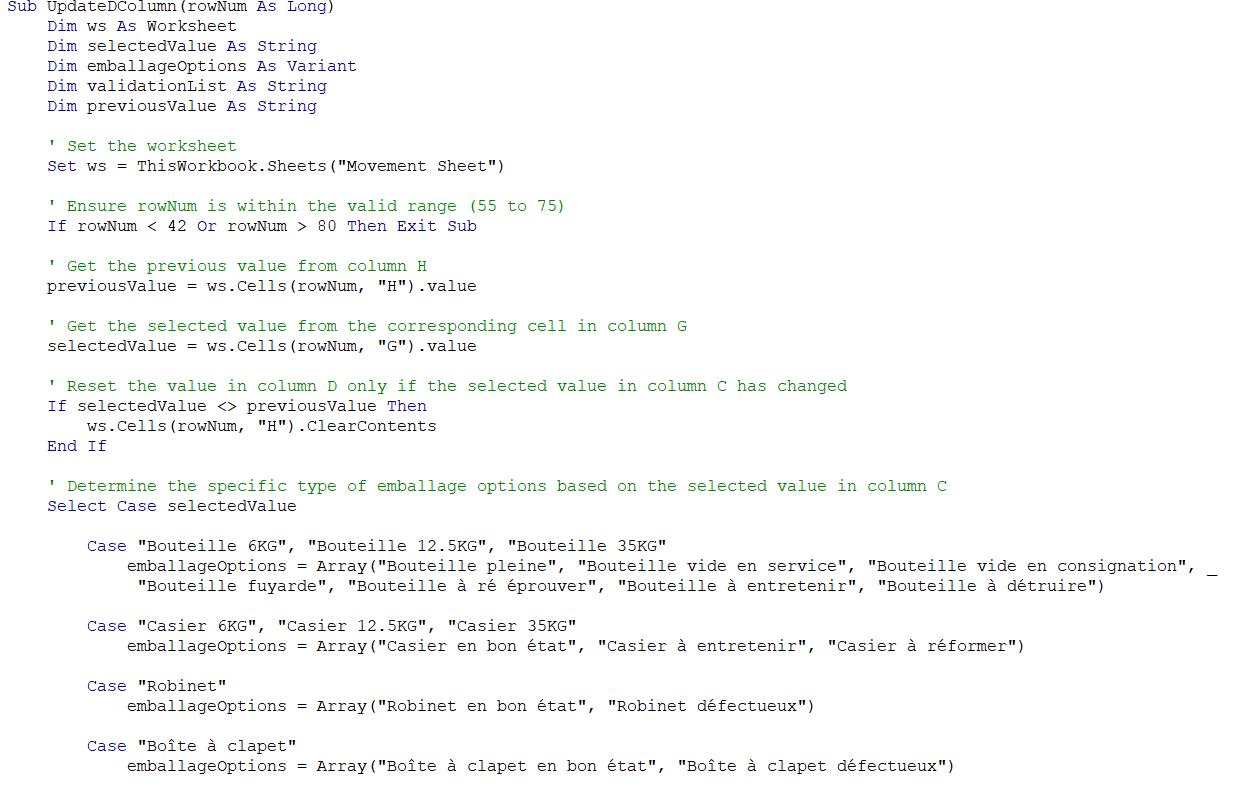 Sub UpdateDColumn(rowNum As Long)
Dim ws As Worksheet
Dim selectedValue As String
Dim emballageOptions As Variant
Dim validationList As String
Dim previousValue As String
' Set the worksheet
Set ws = ThisWorkbook.Sheets("Movement Sheet")
' Ensure rowNum is within the valid range (55 to 75)
If rowNum < 42 Or rowNum > 80 Then Exit Sub
' Get the previous value from column H
previousValue = ws.Cells(rowNum, "H").value
' Get the selected value from the corresponding cell in column G
selectedValue = ws.Cells(rowNum, "G").value
' Reset the value in column D only if the selected value in column C has changed
If selectedValue <> previousValue Then
ws.Cells(rowNum, "H").ClearContents
End If
' Determine the specific type of emballage options based on the selected value in column C
Select Case selectedValue
Case "Bouteille 6KG", "Bouteille 12.5KG", "Bouteille 35KG"
emballageOptions = Array("Bouteille pleine", "Bouteille vide en service", "Bouteille vide en consignation", _
"Bouteille fuyarde", "Bouteille à ré éprouver", "Bouteille à entretenir", "Bouteille à détruire")
Case "Casier 6KG", "Casier 12.5KG", "Casier 35KG"
emballageOptions = Array("Casier en bon état", "Casier à entretenir", "Casier à réformer")
Case "Robinet"
emballageOptions = Array("Robinet en bon état", "Robinet défectueux")
Case "Boîte à clapet"
emballageOptions = Array("Boîte à clapet en bon état", "Boîte à clapet défectueux")